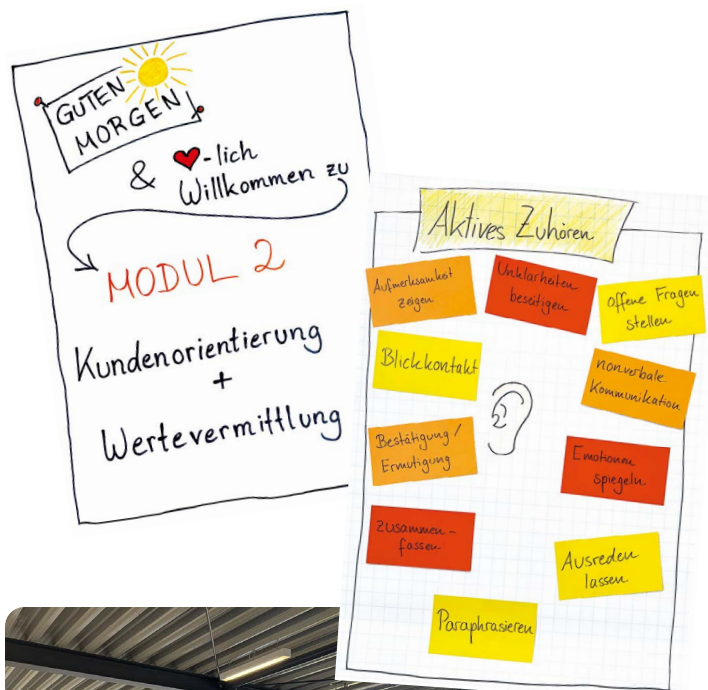 GUTEN
MORGEN
& ♥-lich
Willkommen zu
MODUL 2
Kundenorientierung
+
Wertevermittlung
Aktives Zuhören
Aufmerksamkeit
zeigen
Unklarheiten
beseitigen
offene Fragen
stellen
Blickkontakt
nonverbale
Kommunikation
Bestätigung /
Ermutigung
Emotionen
spiegeln
zusammen-
fassen
Ausreden
lassen
Paraphrasieren